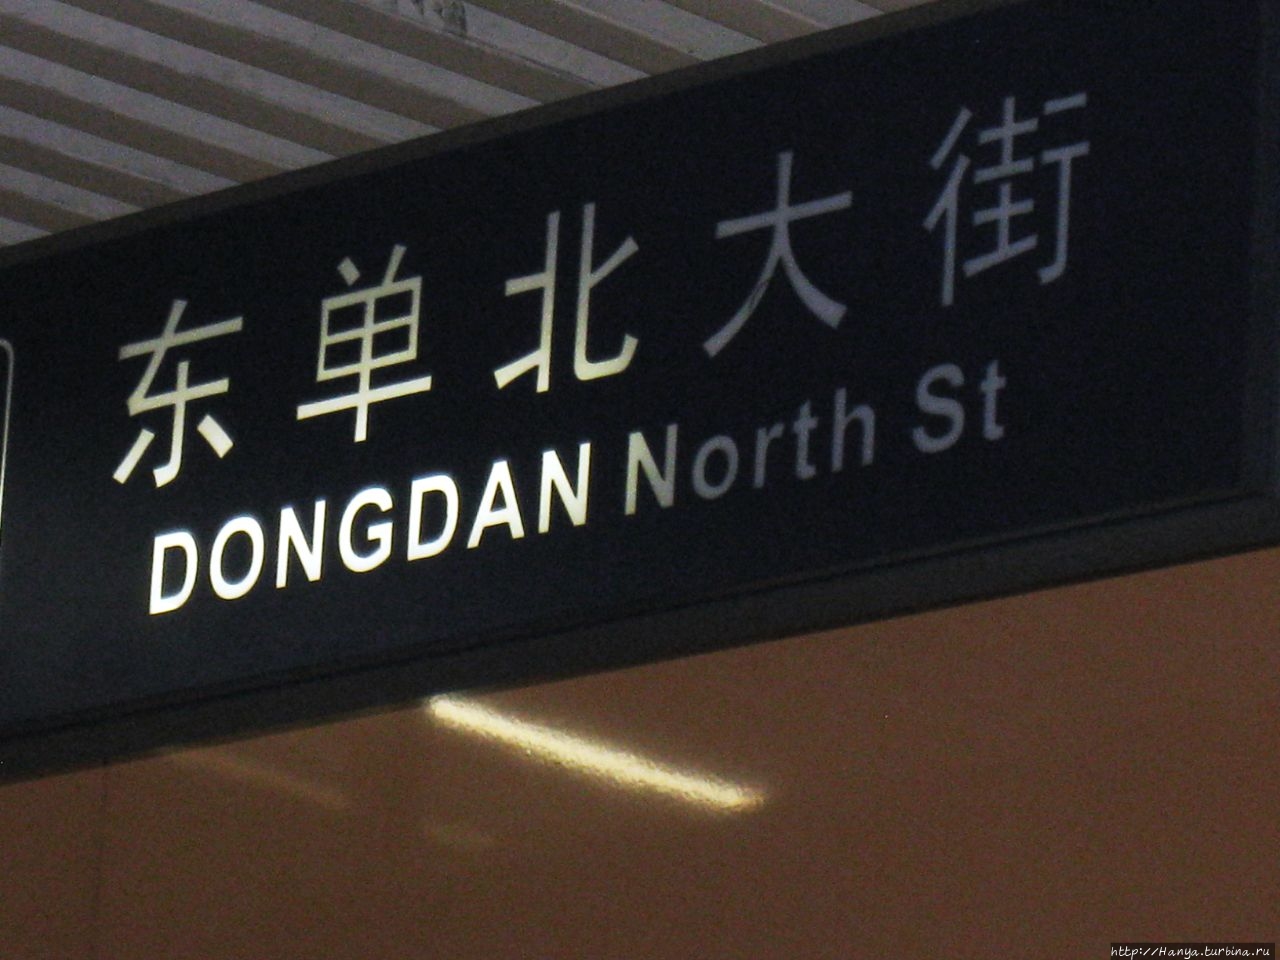 东单北大街
DONGDAN North St
http://Hanya.turbina.ru